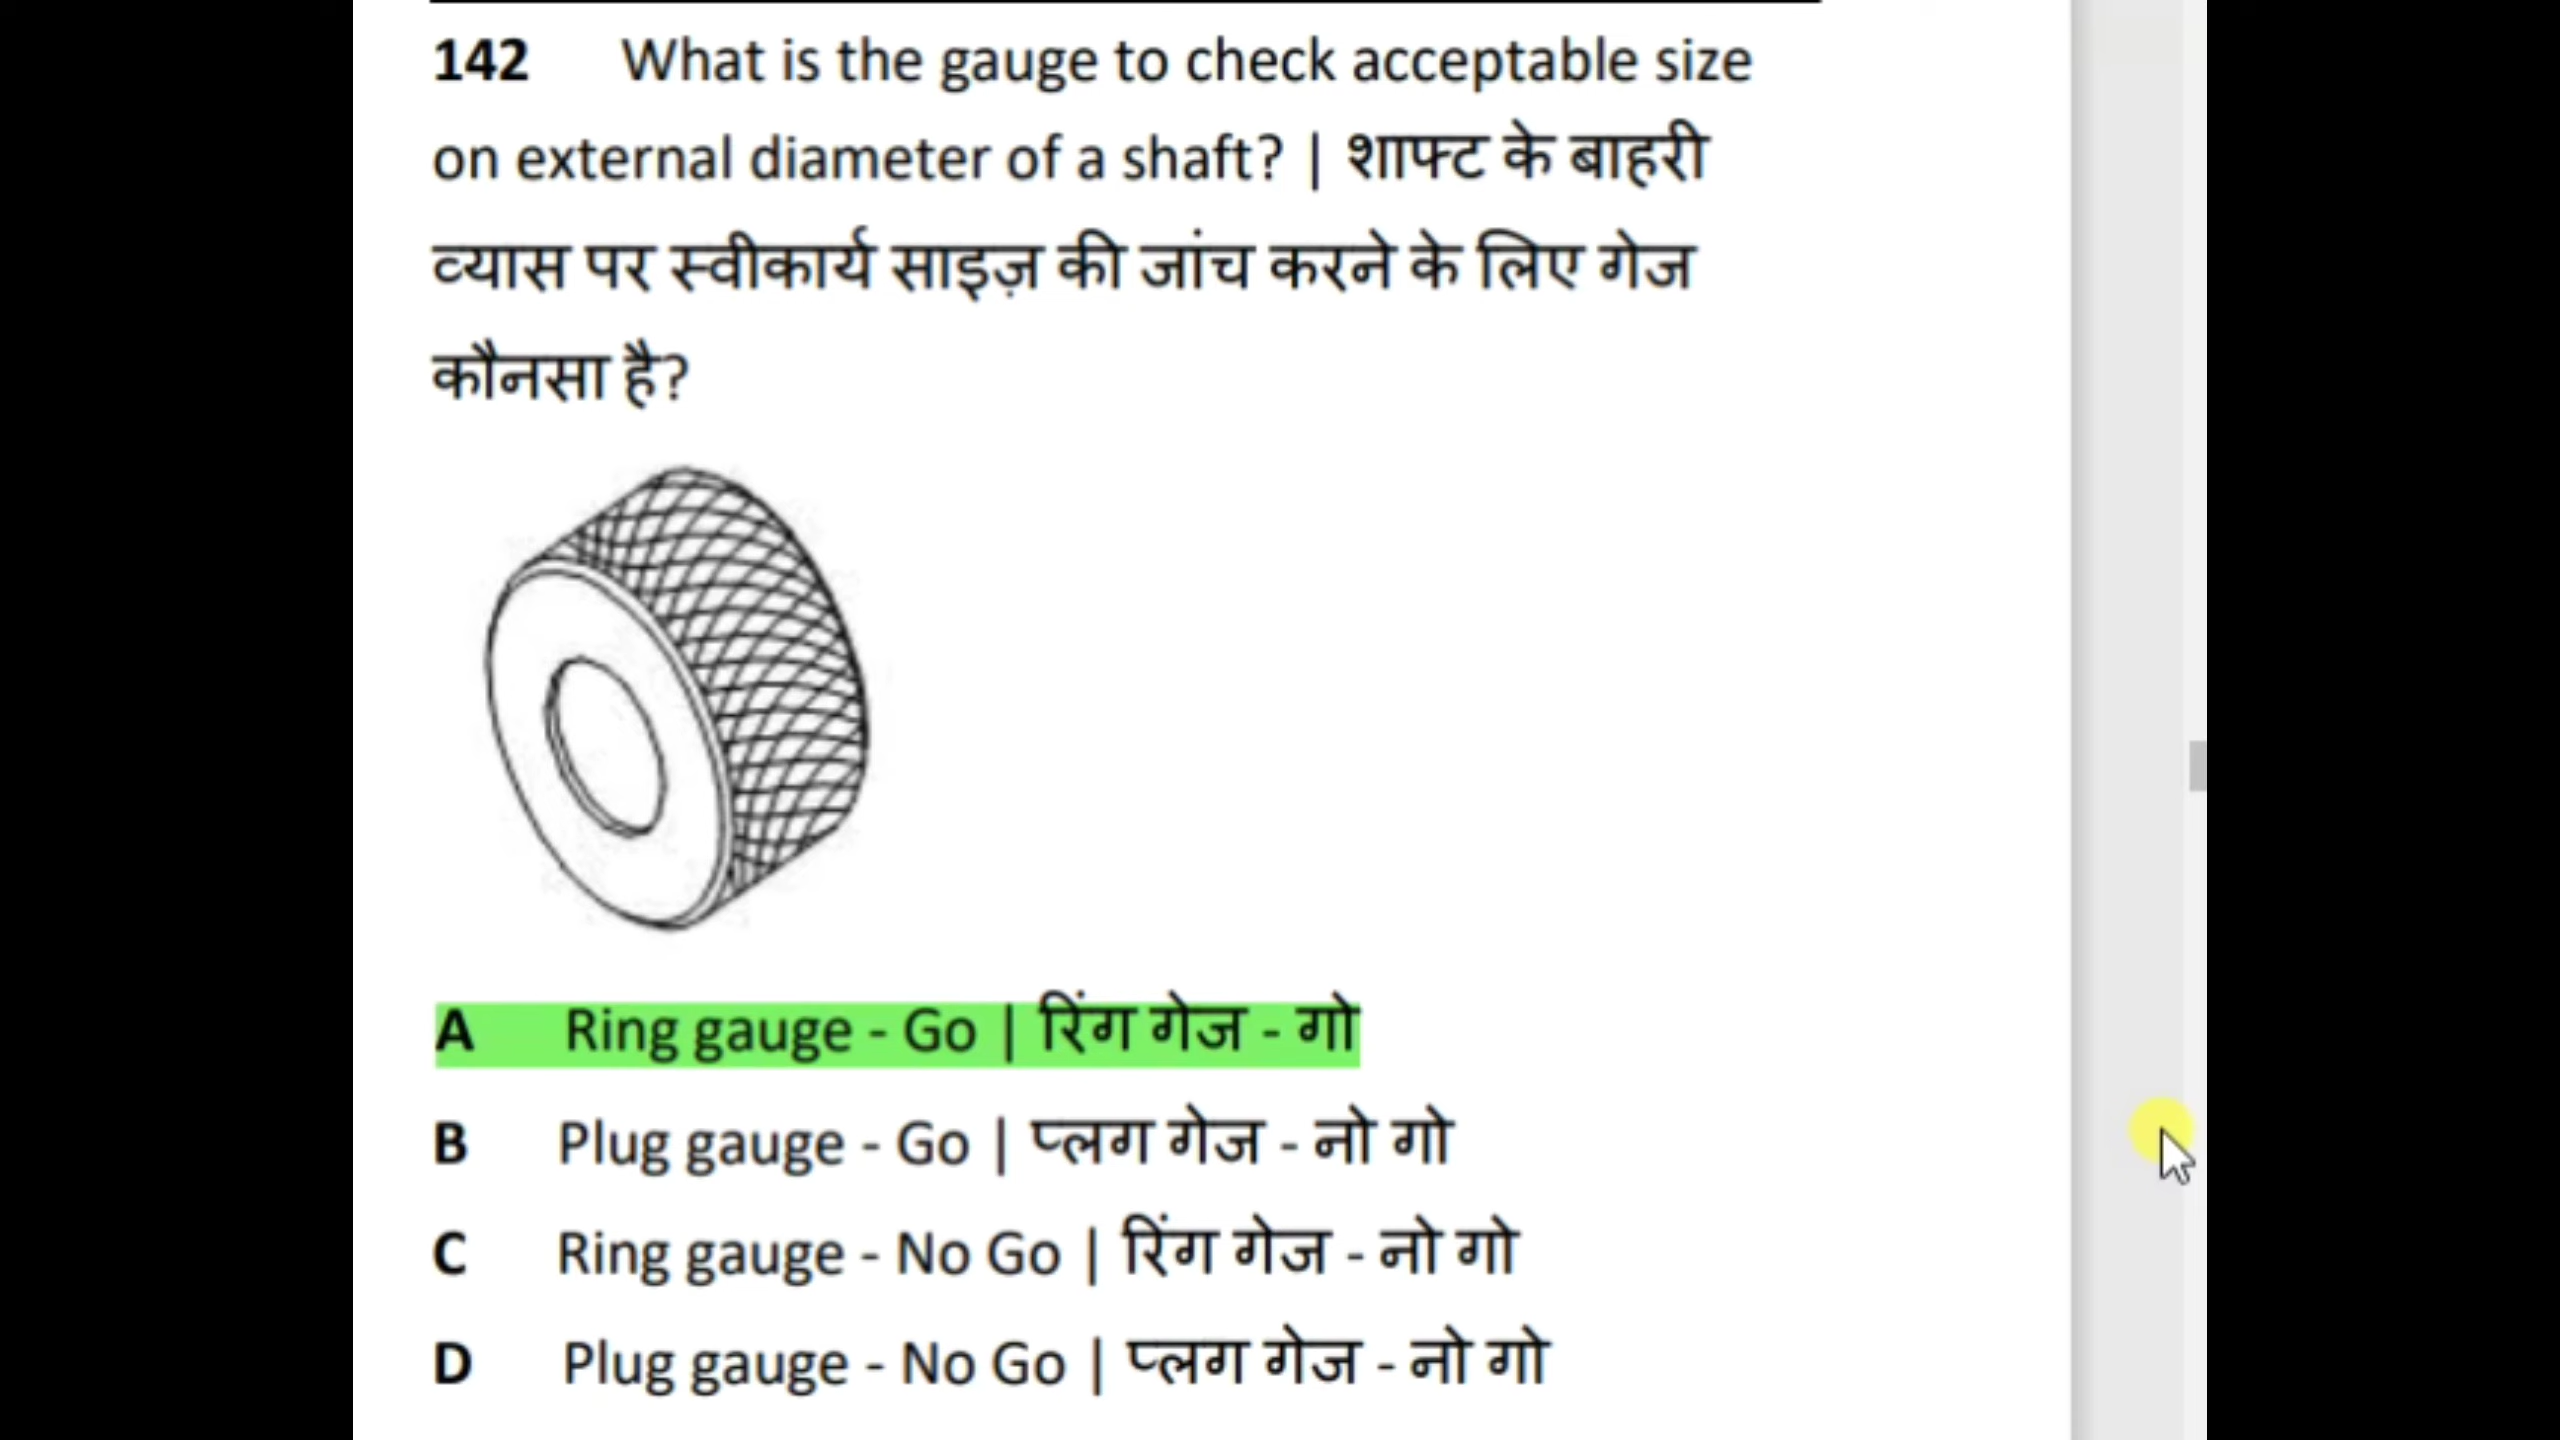 142 What is the gauge to check acceptable size
on external diameter of a shaft? | शाफ्ट के बाहरी
व्यास पर स्वीकार्य साइज़ की जांच करने के लिए गेज
कौनसा है?
A Ring gauge - Go | रिंग गेज - गो
B Plug gauge - Go | प्लग गेज - नो गो
C Ring gauge - No Go | रिंग गेज - नो गो
D Plug gauge - No Go | प्लग गेज - नो गो